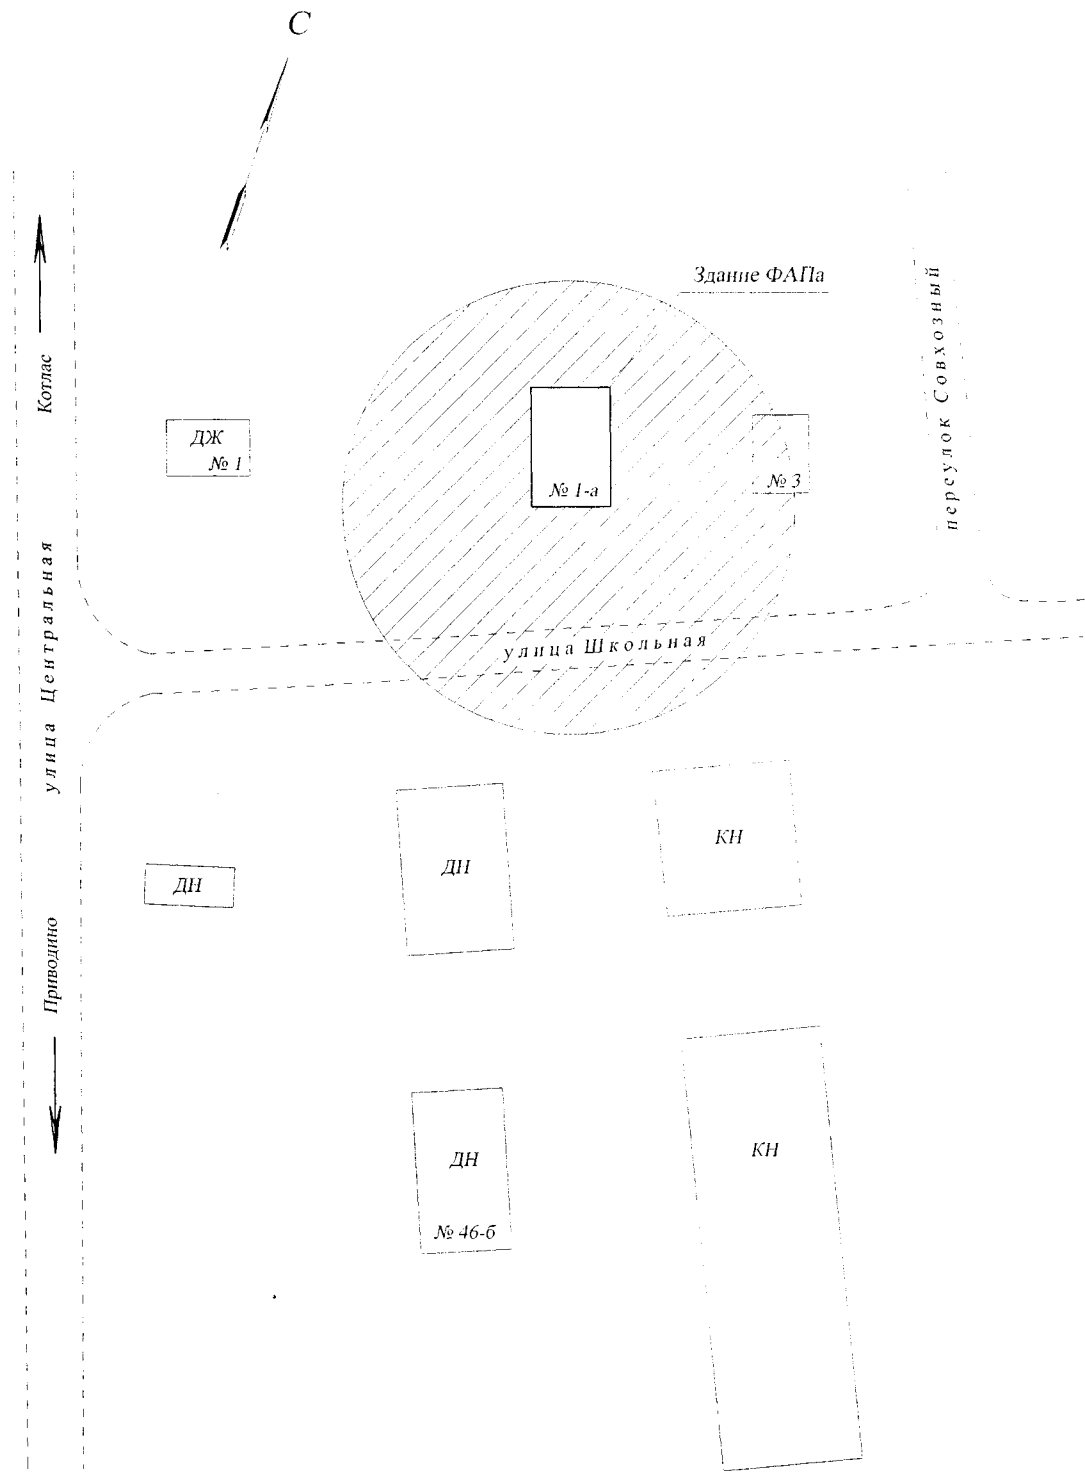 С
Здание ФАПа
Котлас
ДЖ
№ 1
№ 1-а
№ 3
переулок Совхозный
улица Центральная
улица Школьная
ДН
ДН
КН
Приводино
ДН
№ 46-б
КН